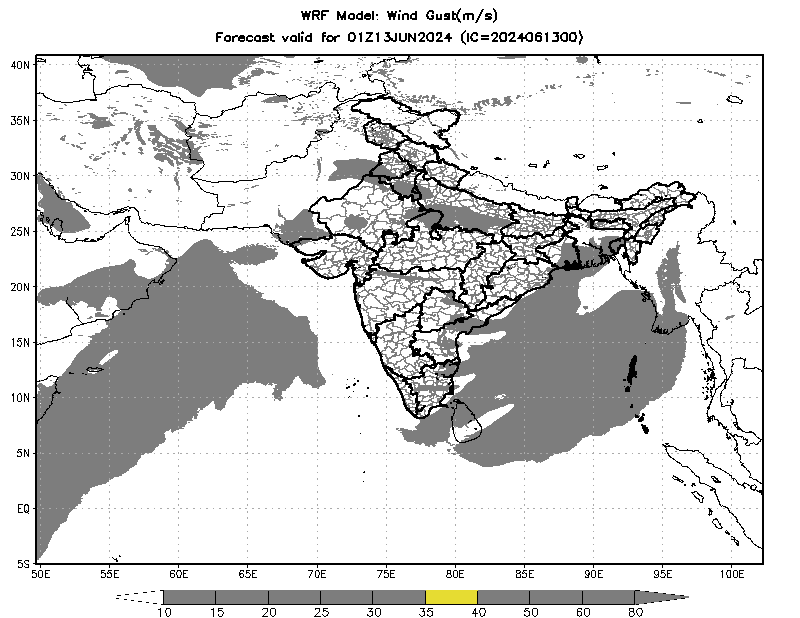 WRF Model: Wind Gust(m/s)
Forecast valid for 01Z13JUN2024 (IC=2024061300)
40N
35N
30N
25N
20N
15N
10N
5N
EQ
5S
50E 55E 60E 65E 70E 75E 80E 85E 90E 95E 100E
10 15 20 25 30 35 40 50 60 80